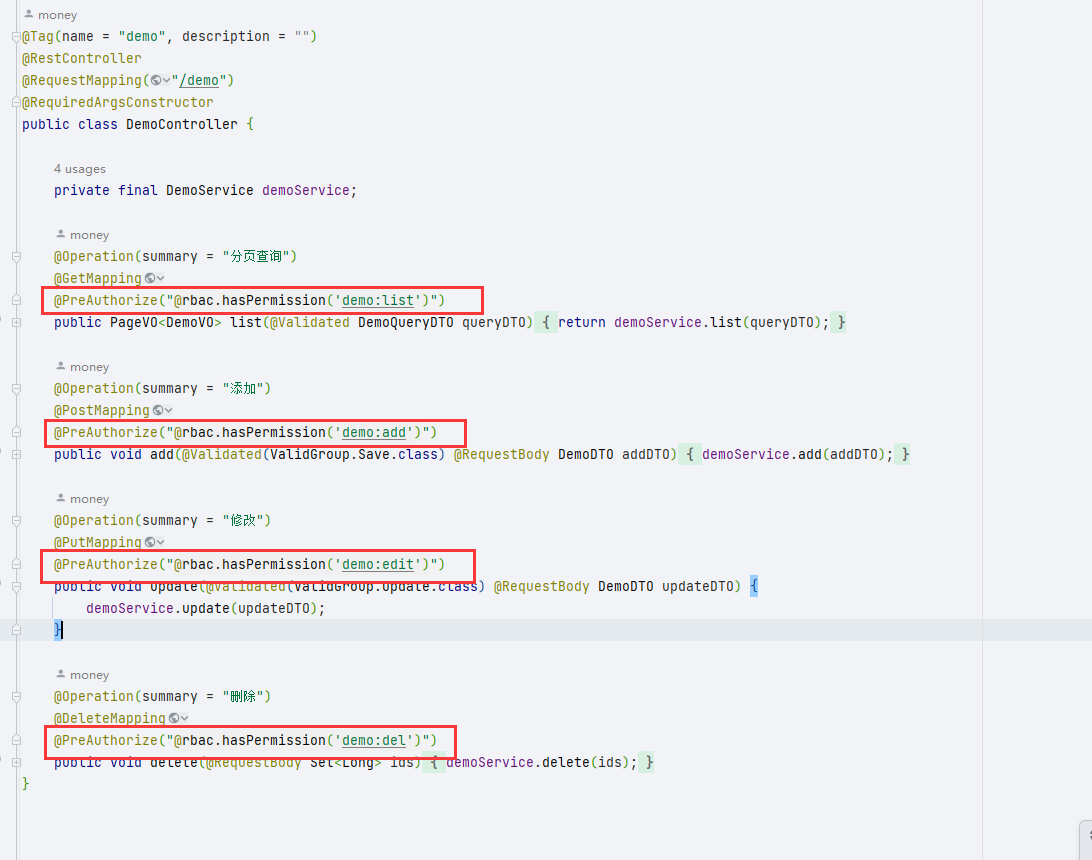 money
@Tag(name = "demo", description = "")
@RestController
@RequestMapping("/demo")
@RequiredArgsConstructor
public class DemoController {
4 usages
private final DemoService demoService;
money
@Operation(summary = "分页查询")
@GetMapping
@PreAuthorize("@rbac.hasPermission('demo:list')")
public PageVO<DemoVO> list(@Validated DemoQueryDTO queryDTO) { return demoService.list(queryDTO); }
money
@Operation(summary = "添加")
@PostMapping
@PreAuthorize("@rbac.hasPermission('demo:add')")
public void add(@Validated(ValidGroup.Save.class) @RequestBody DemoDTO addDTO) { demoService.add(addDTO); }
money
@Operation(summary = "修改")
@PutMapping
@PreAuthorize("@rbac.hasPermission('demo:edit')")
public void update(@Validated(ValidGroup.Update.class) @RequestBody DemoDTO updateDTO) {
demoService.update(updateDTO);
}
money
@Operation(summary = "删除")
@DeleteMapping
@PreAuthorize("@rbac.hasPermission('demo:del')")
public void delete(@RequestBody Set<Long> ids) { demoService.delete(ids); }
}